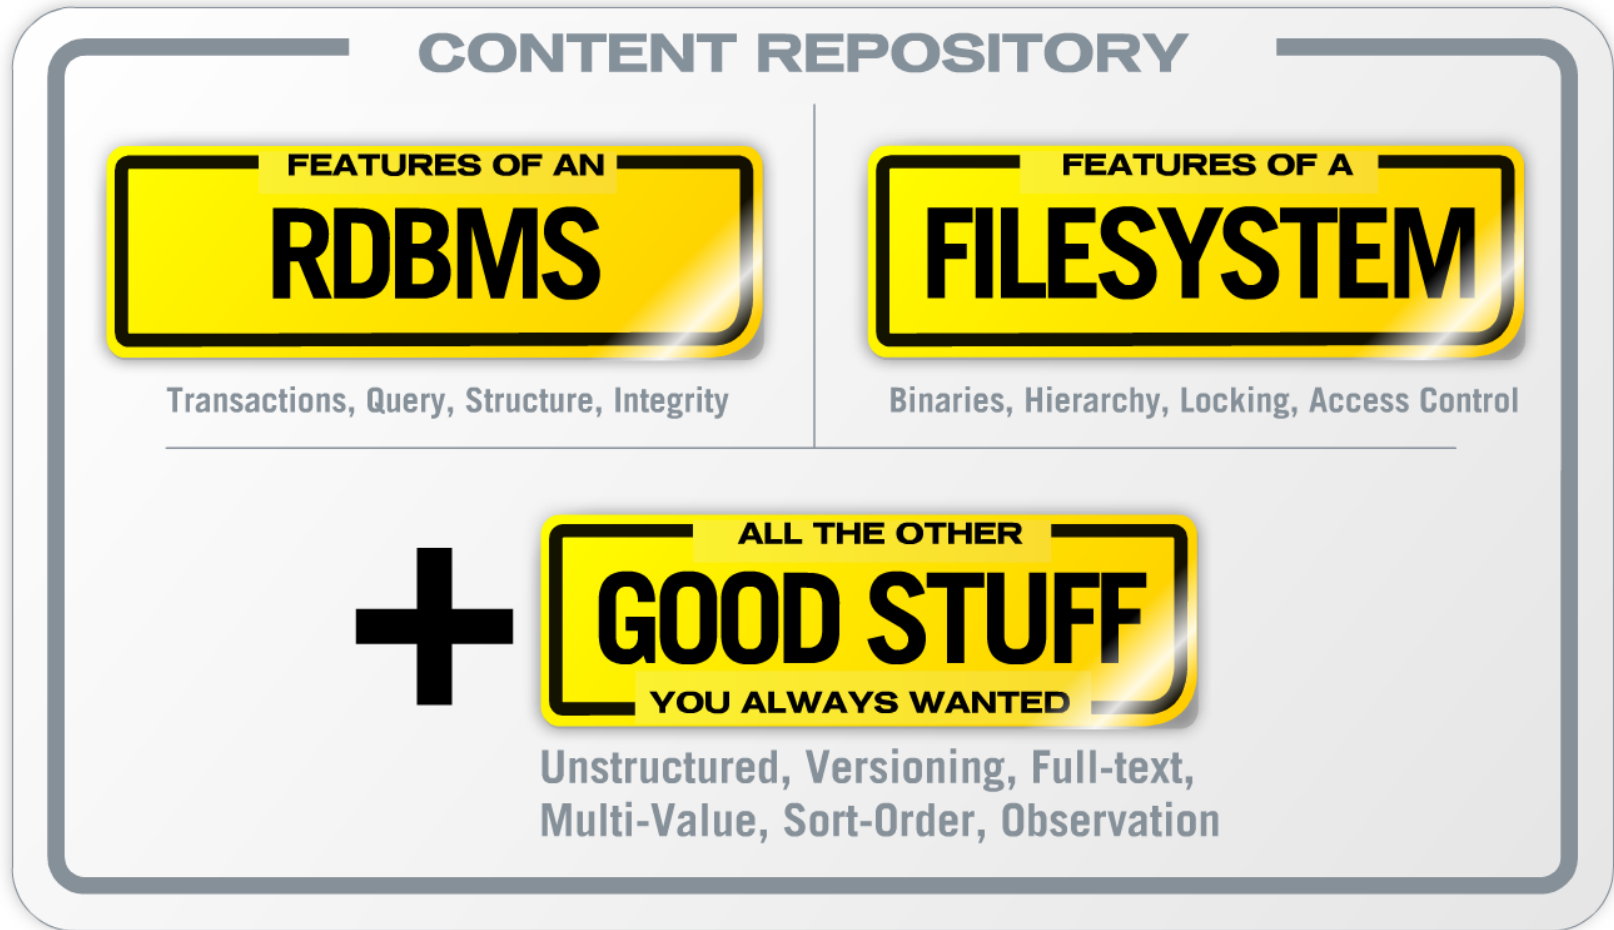 CONTENT REPOSITORY
FEATURES OF AN
RDBMS
Transactions, Query, Structure, Integrity
FEATURES OF A
FILESYSTEM
Binaries, Hierarchy, Locking, Access Control
+
ALL THE OTHER
GOOD STUFF
YOU ALWAYS WANTED
Unstructured, Versioning, Full-text,
Multi-Value, Sort-Order, Observation